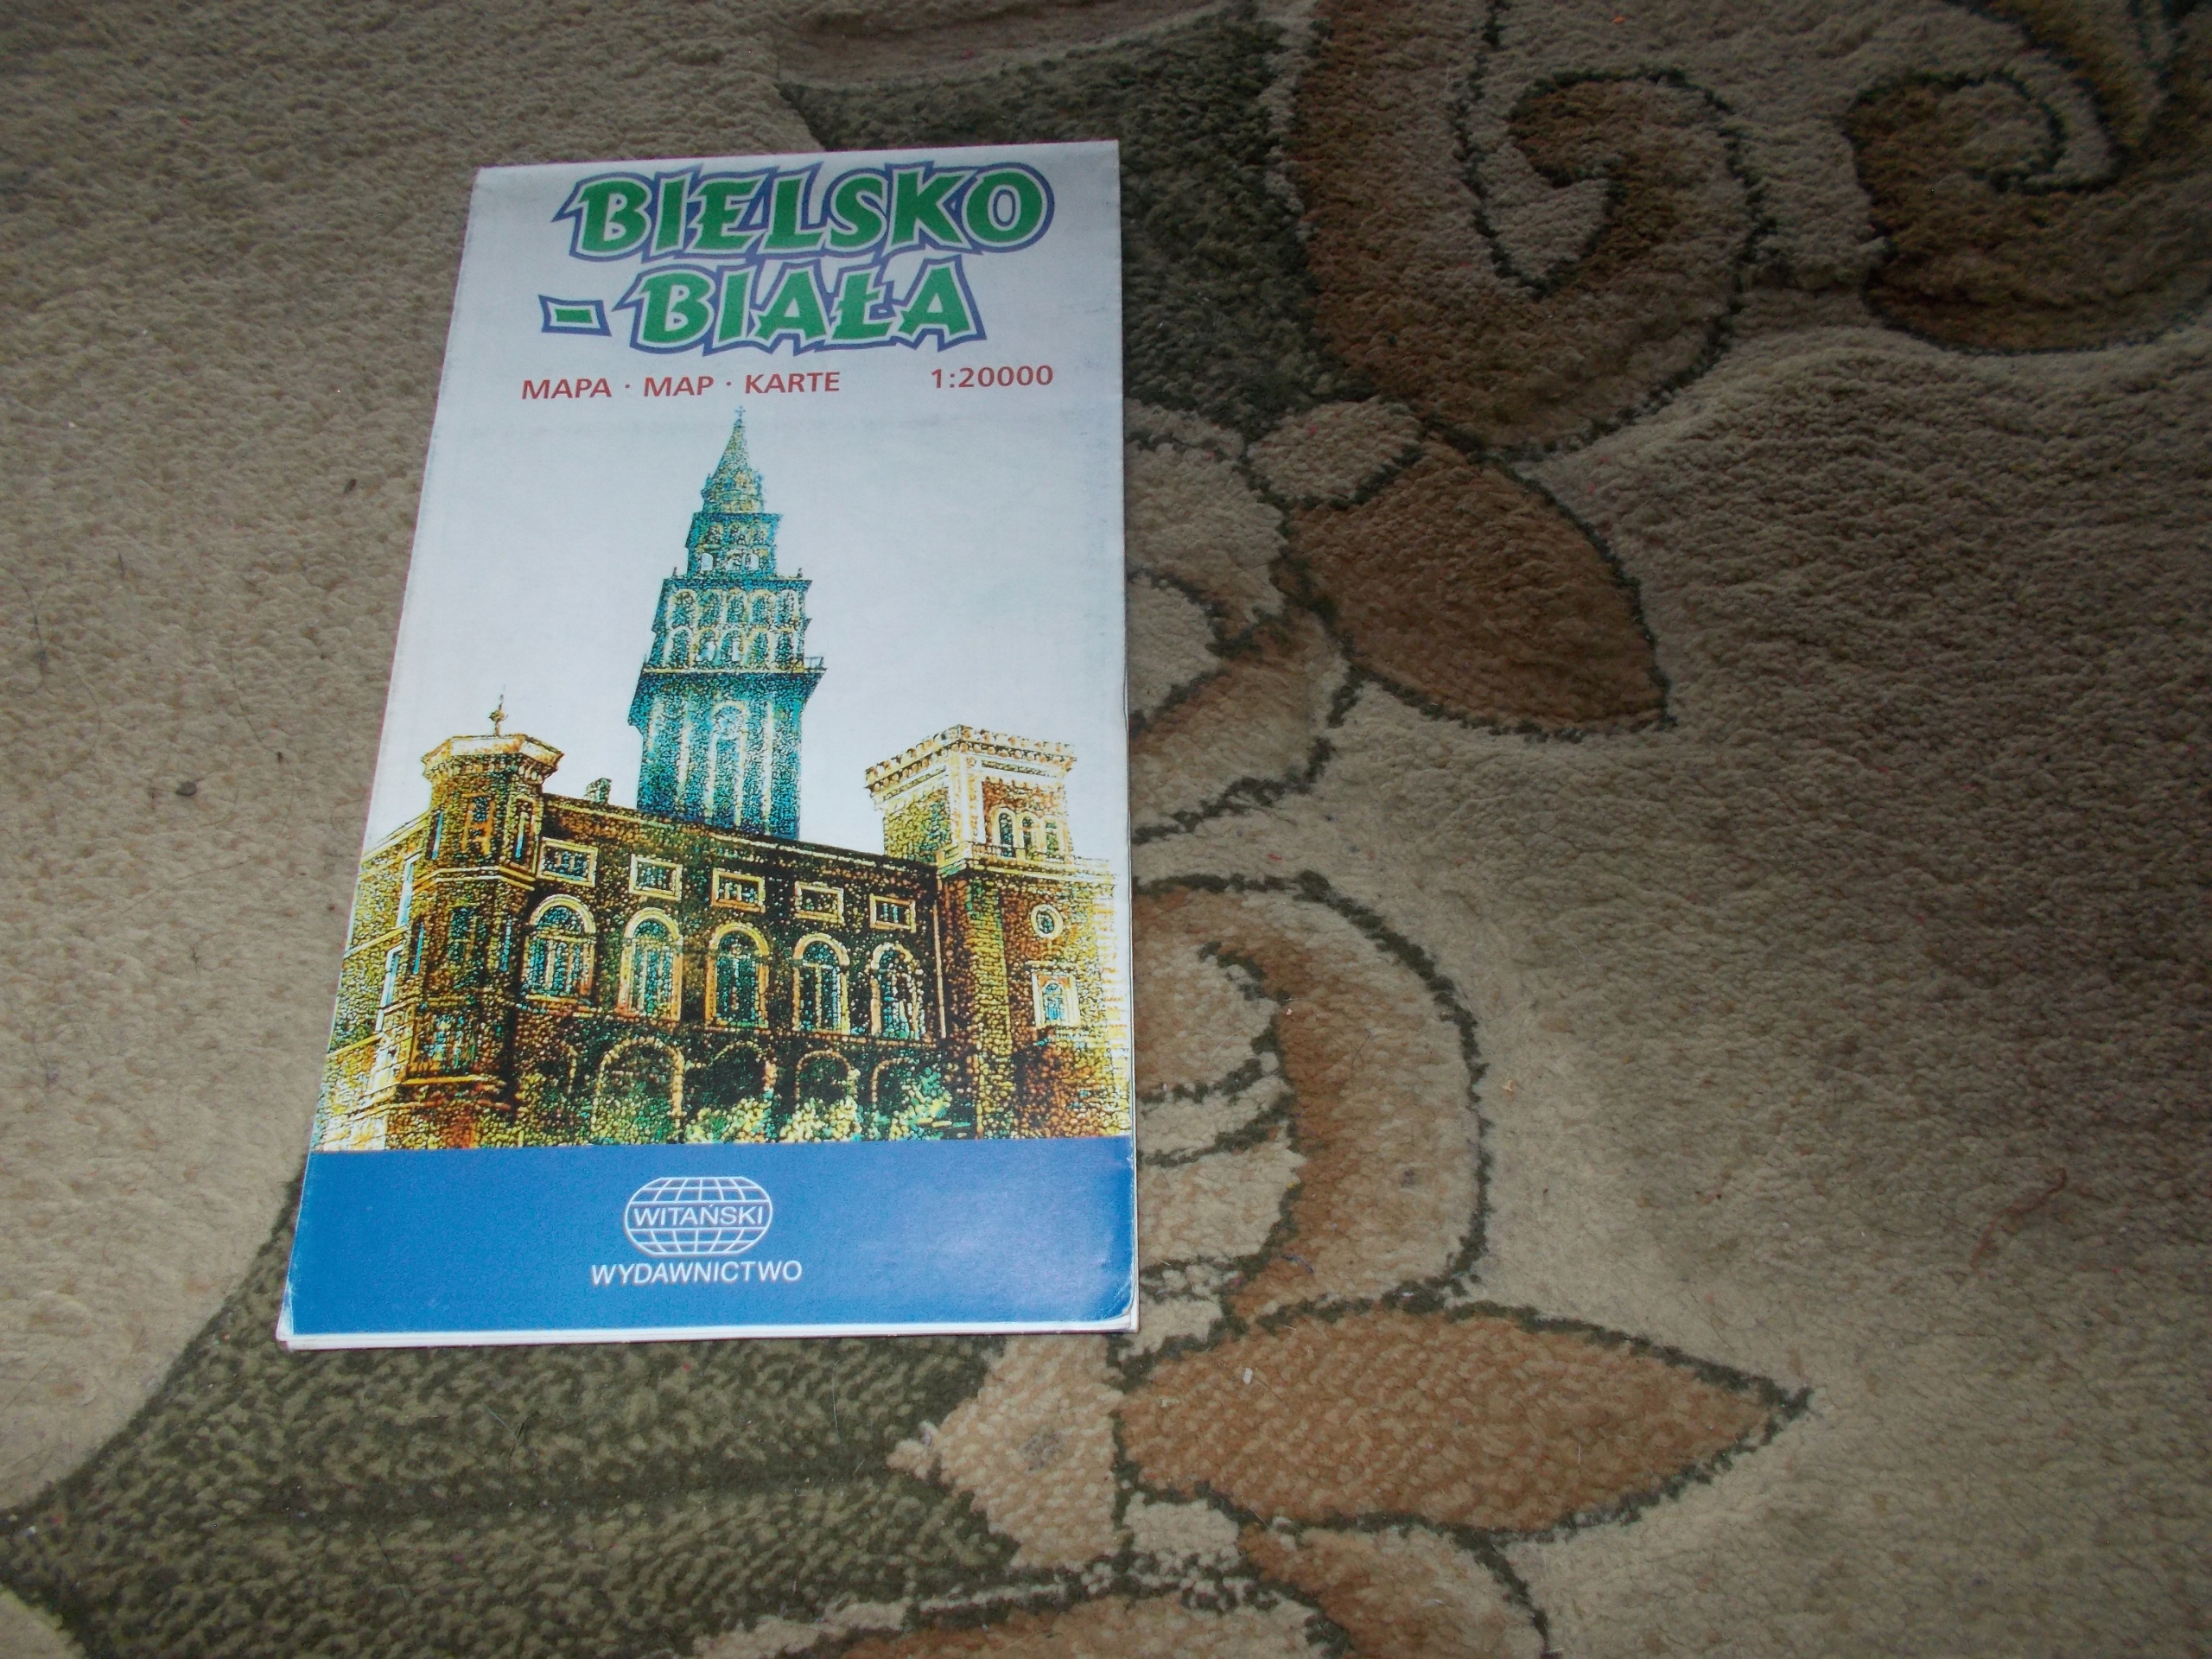 BIELSKO
-BIAŁA
MAPA · MAP · KARTE 1:20000
WITAŃSKI
WYDAWNICTWO